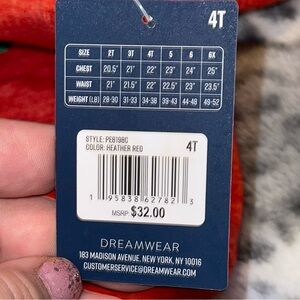 4T
SIZE 2T 3T 4T 5 6 6X
CHEST 20.5" 21" 22" 23" 24" 25"
WAIST 21" 21.5" 22" 22.5" 23" 23.5"
WEIGHT (LB) 28-30 31-33 34-38 39-43 44-48 49-52
STYLE: PE8198C
COLOR: HEATHER RED
4T
1 95838 62782 3
MSRP: $32.00
DREAMWEAR
183 MADISON AVENUE, NEW YORK, NY 10016
CUSTOMERSERVICE@DREAMWEAR.COM